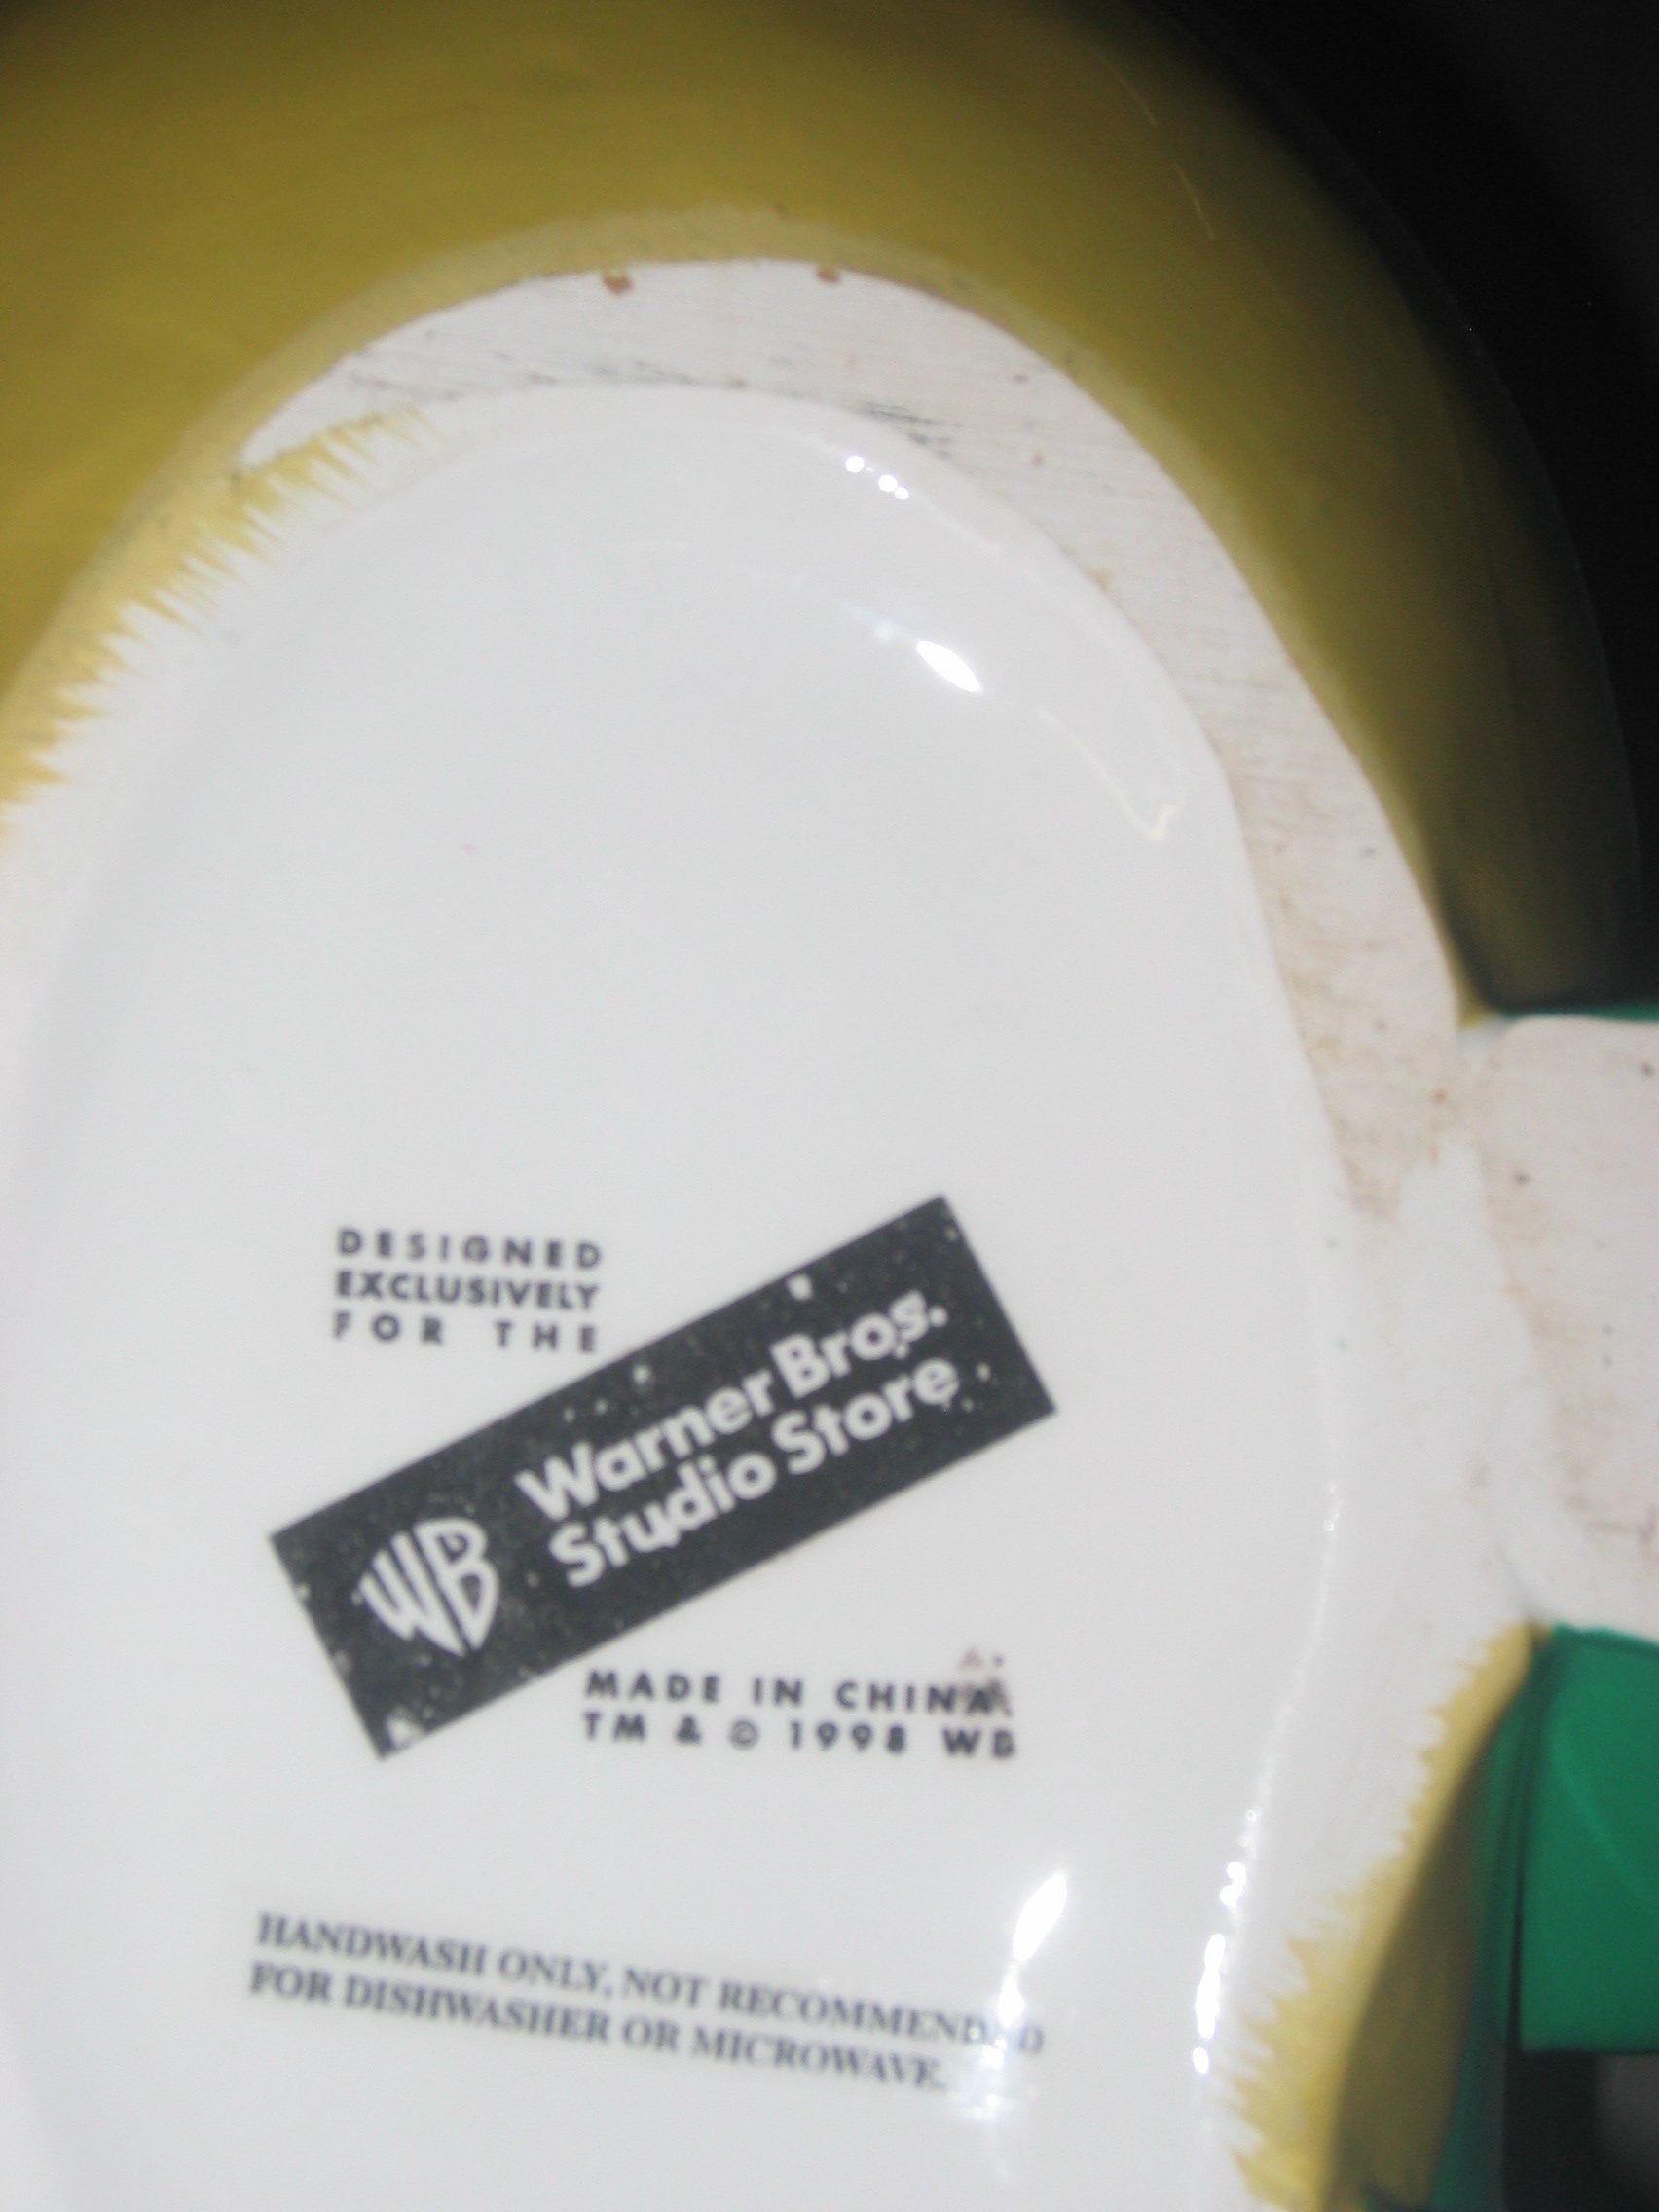 DESIGNED
EXCLUSIVELY
FOR THE
WB
Warner Bros.
Studio Store
MADE IN CHINA
TM & © 1998 WB
HANDWASH ONLY, NOT RECOMMENDED
FOR DISHWASHER OR MICROWAVE.